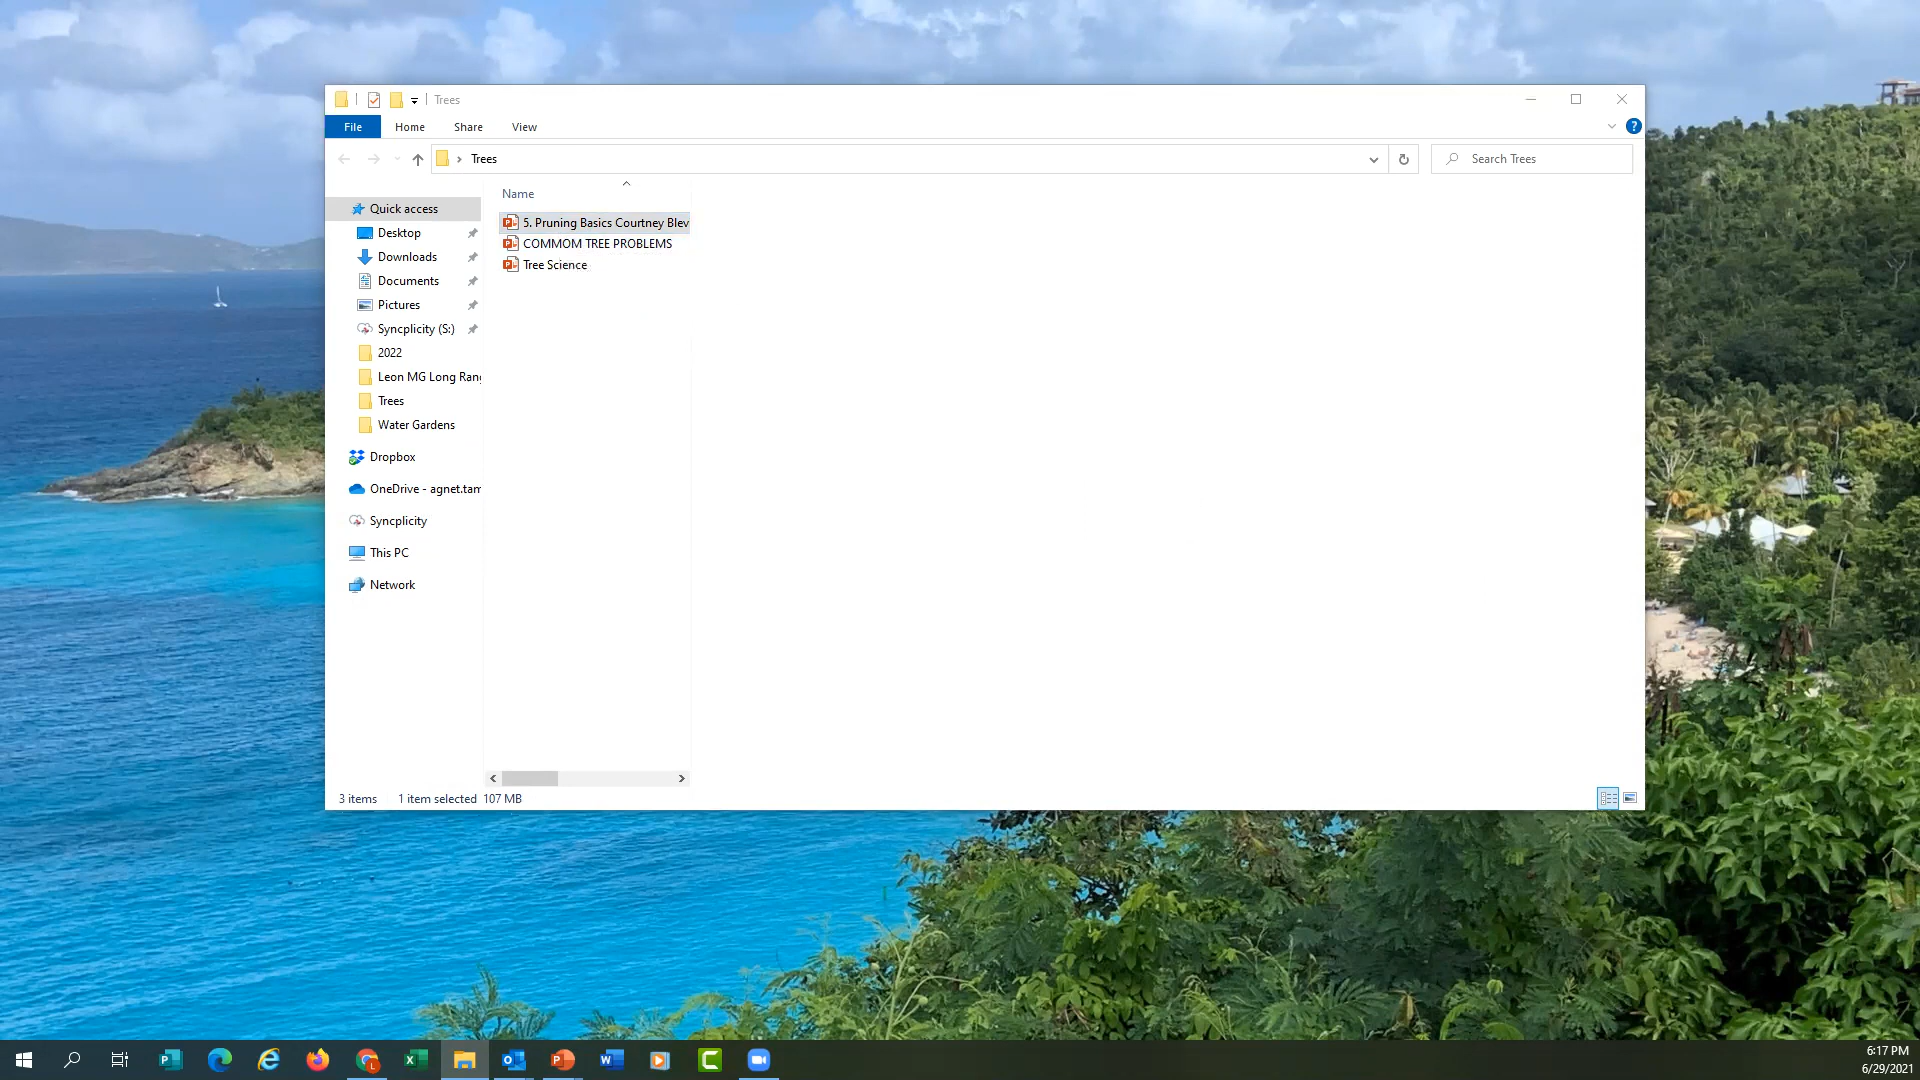 Trees
File Home Share View
Trees
Search Trees
Name
Quick access
Desktop
Downloads
Documents
Pictures
Syncplicity (S:)
2022
Leon MG Long Rang
Trees
Water Gardens
Dropbox
OneDrive - agnet.tam
Syncplicity
This PC
Network
5. Pruning Basics Courtney Blev
COMMOM TREE PROBLEMS
Tree Science
3 items 1 item selected 107 MB
6:17 PM
6/29/2021